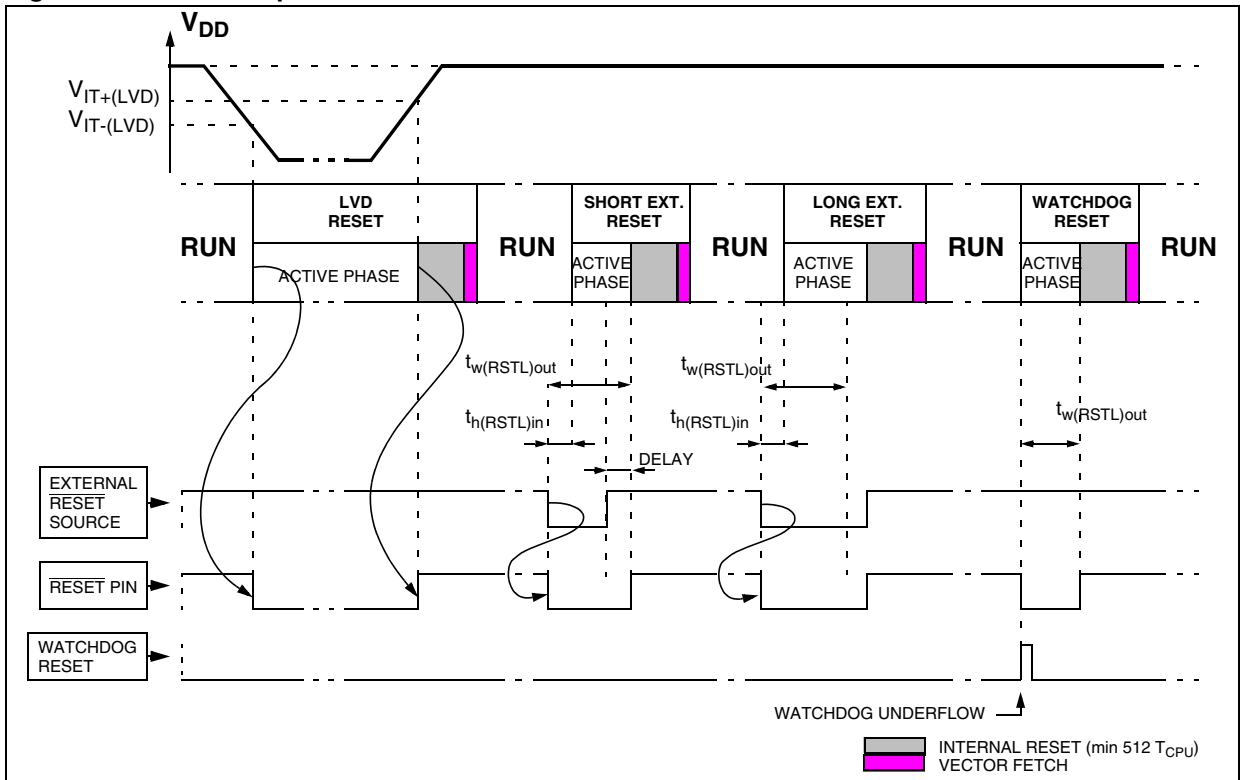 VDD
VIT+(LVD)
VIT-(LVD)
LVD
RESET
SHORT EXT.
RESET
LONG EXT.
RESET
WATCHDOG
RESET
RUN
RUN
RUN
RUN
RUN
ACTIVE PHASE
ACTIVE
PHASE
ACTIVE
PHASE
ACTIVE
PHASE
tw(RSTL)out
tw(RSTL)out
tw(RSTL)out
th(RSTL)in
th(RSTL)in
DELAY
EXTERNAL
RESET
SOURCE
RESET PIN
WATCHDOG
RESET
WATCHDOG UNDERFLOW
INTERNAL RESET (min 512 TCPU)
VECTOR FETCH